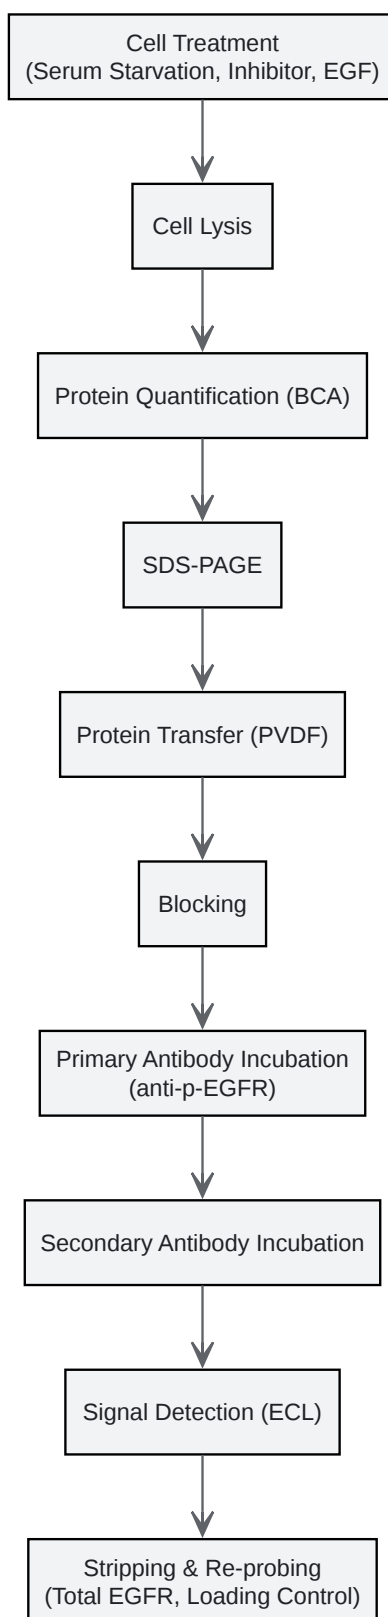 Cell Treatment
(Serum Starvation, Inhibitor, EGF)
Cell Lysis
Protein Quantification (BCA)
SDS-PAGE
Protein Transfer (PVDF)
Blocking
Primary Antibody Incubation
(anti-p-EGFR)
Secondary Antibody Incubation
Signal Detection (ECL)
Stripping & Re-probing
(Total EGFR, Loading Control)